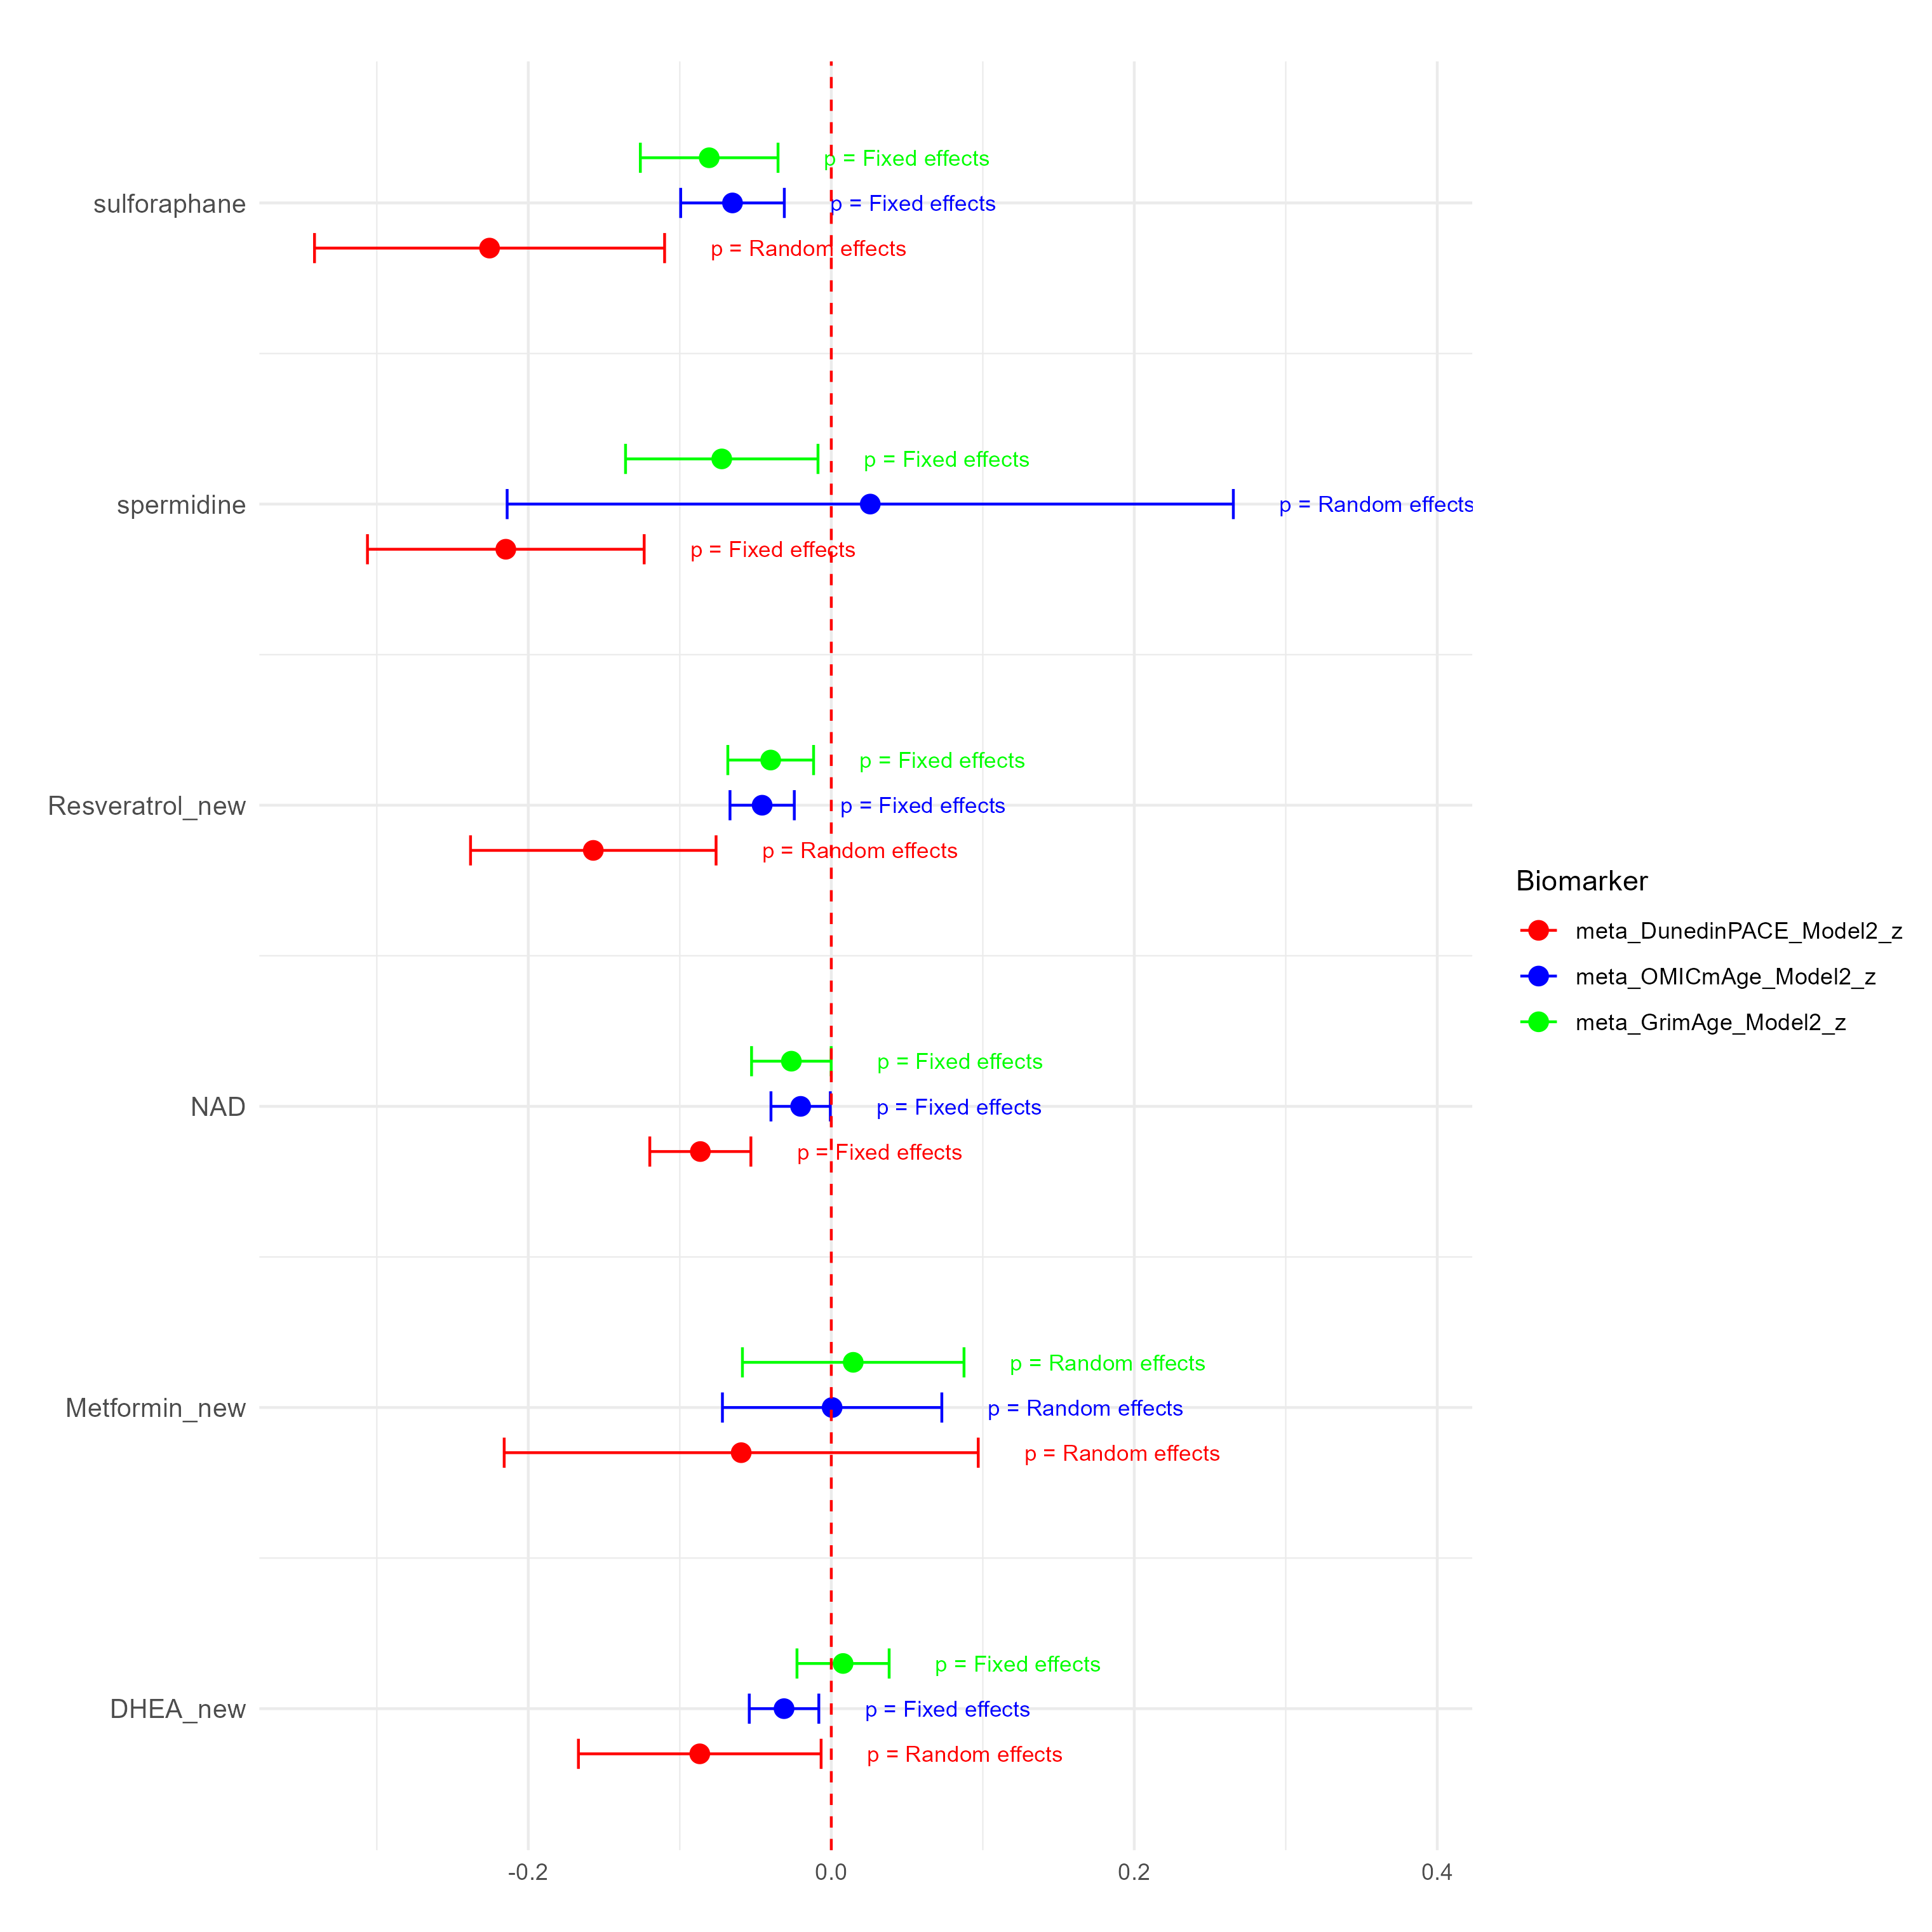 sulforaphane
p = Fixed effects
p = Fixed effects
p = Random effects
spermidine
p = Fixed effects
p = Random effects
p = Fixed effects
Resveratrol_new
p = Fixed effects
p = Fixed effects
p = Random effects
NAD
p = Fixed effects
p = Fixed effects
p = Fixed effects
Metformin_new
p = Random effects
p = Random effects
p = Random effects
DHEA_new
p = Fixed effects
p = Fixed effects
p = Random effects
-0.2
0.0
0.2
0.4
Biomarker
meta_DunedinPACE_Model2_z
meta_OMICmAge_Model2_z
meta_GrimAge_Model2_z